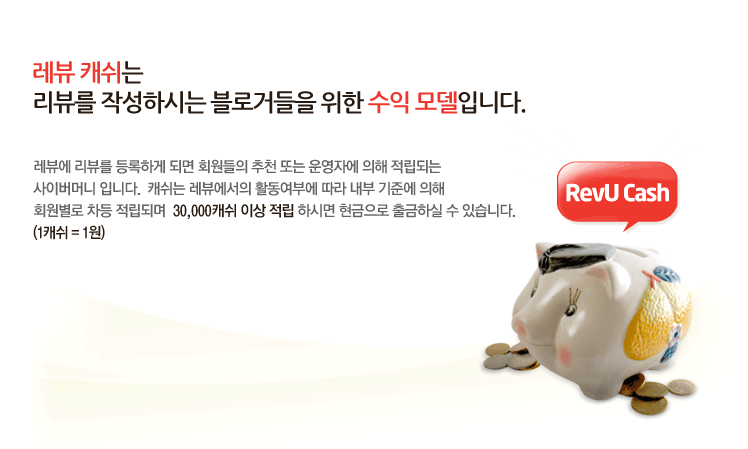 레뷰 캐쉬는
리뷰를 작성하시는 블로거들을 위한 수익 모델입니다.
레뷰에 리뷰를 등록하게 되면 회원들의 추천 또는 운영자에 의해 적립되는
사이버머니 입니다. 캐쉬는 레뷰에서의 활동여부에 따라 내부 기준에 의해
회원별로 차등 적립되며 30,000캐쉬 이상 적립 하시면 현금으로 출금하실 수 있습니다.
(1캐쉬 = 1원)
RevU Cash